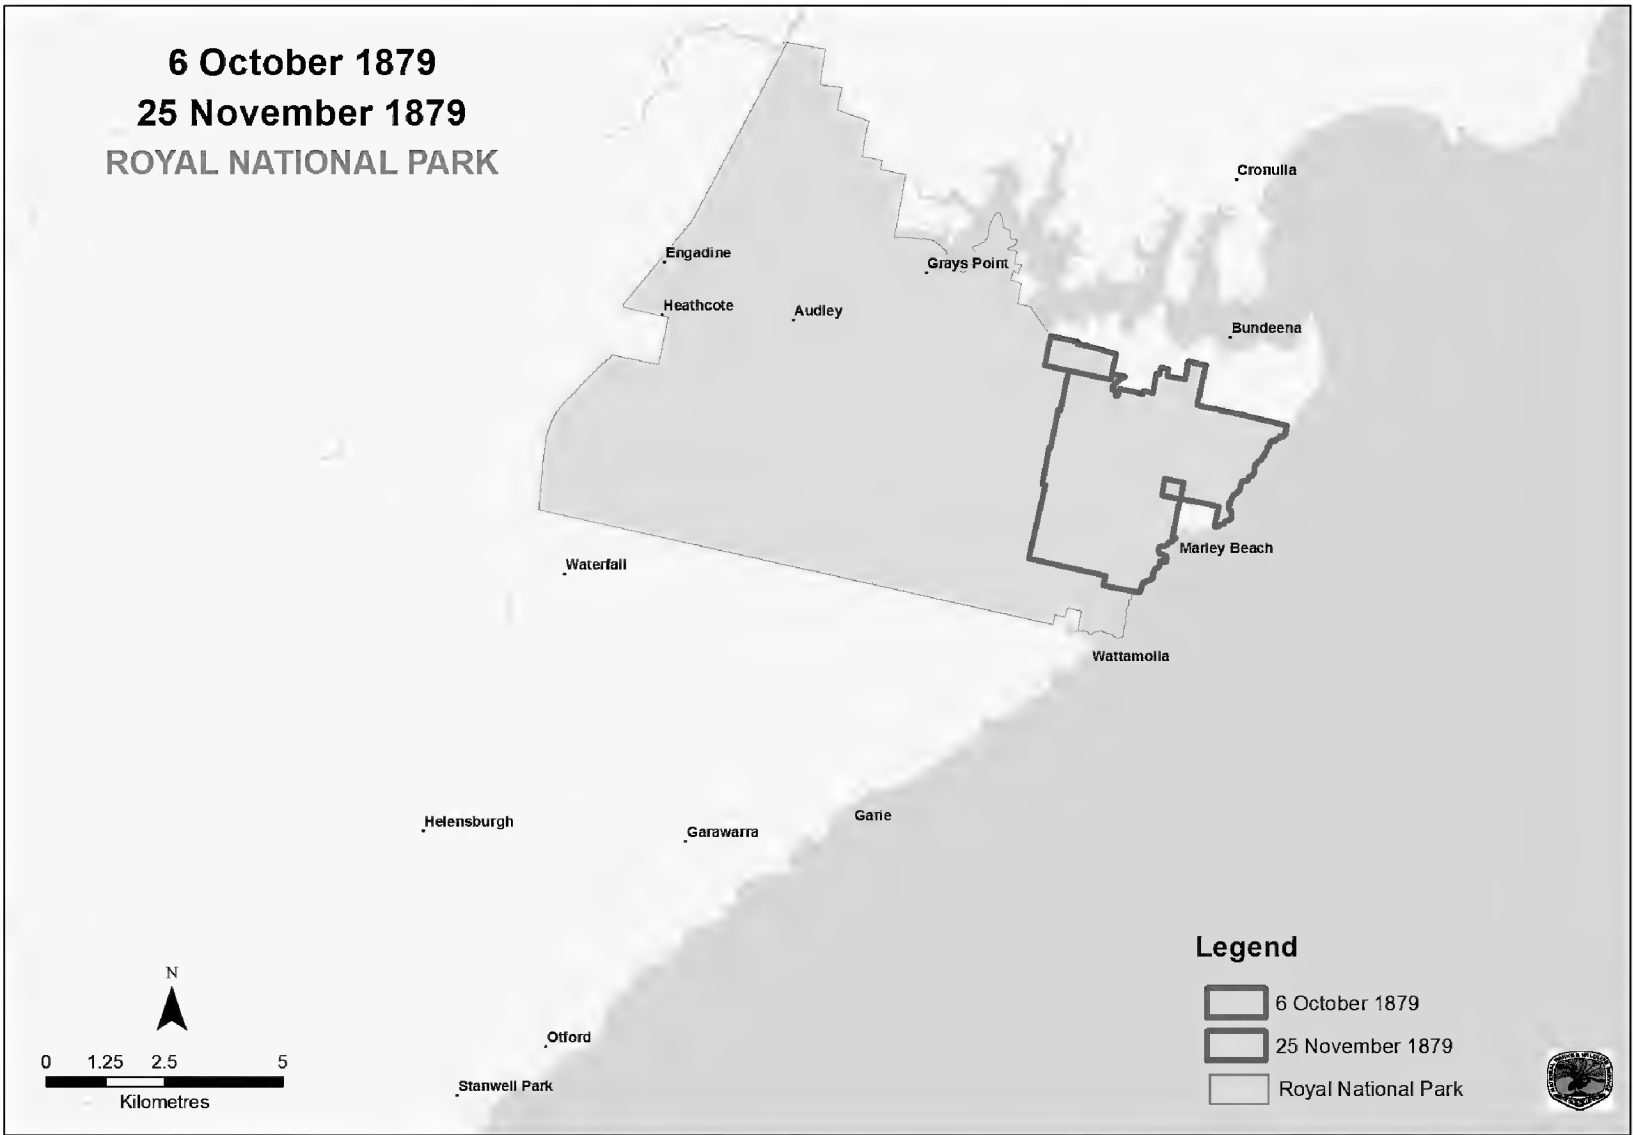 6 October 1879
25 November 1879
ROYAL NATIONAL PARK
Cronulla
Engadine
Grays Point
Heathcote
Audley
Bundeena
Marley Beach
Waterfall
Wattamolla
Garie
Helensburgh
Garawarra
Legend
N
6 October 1879
Otford
25 November 1879
0 1.25 2.5 5
Stanwell Park
Royal National Park
Kilometres